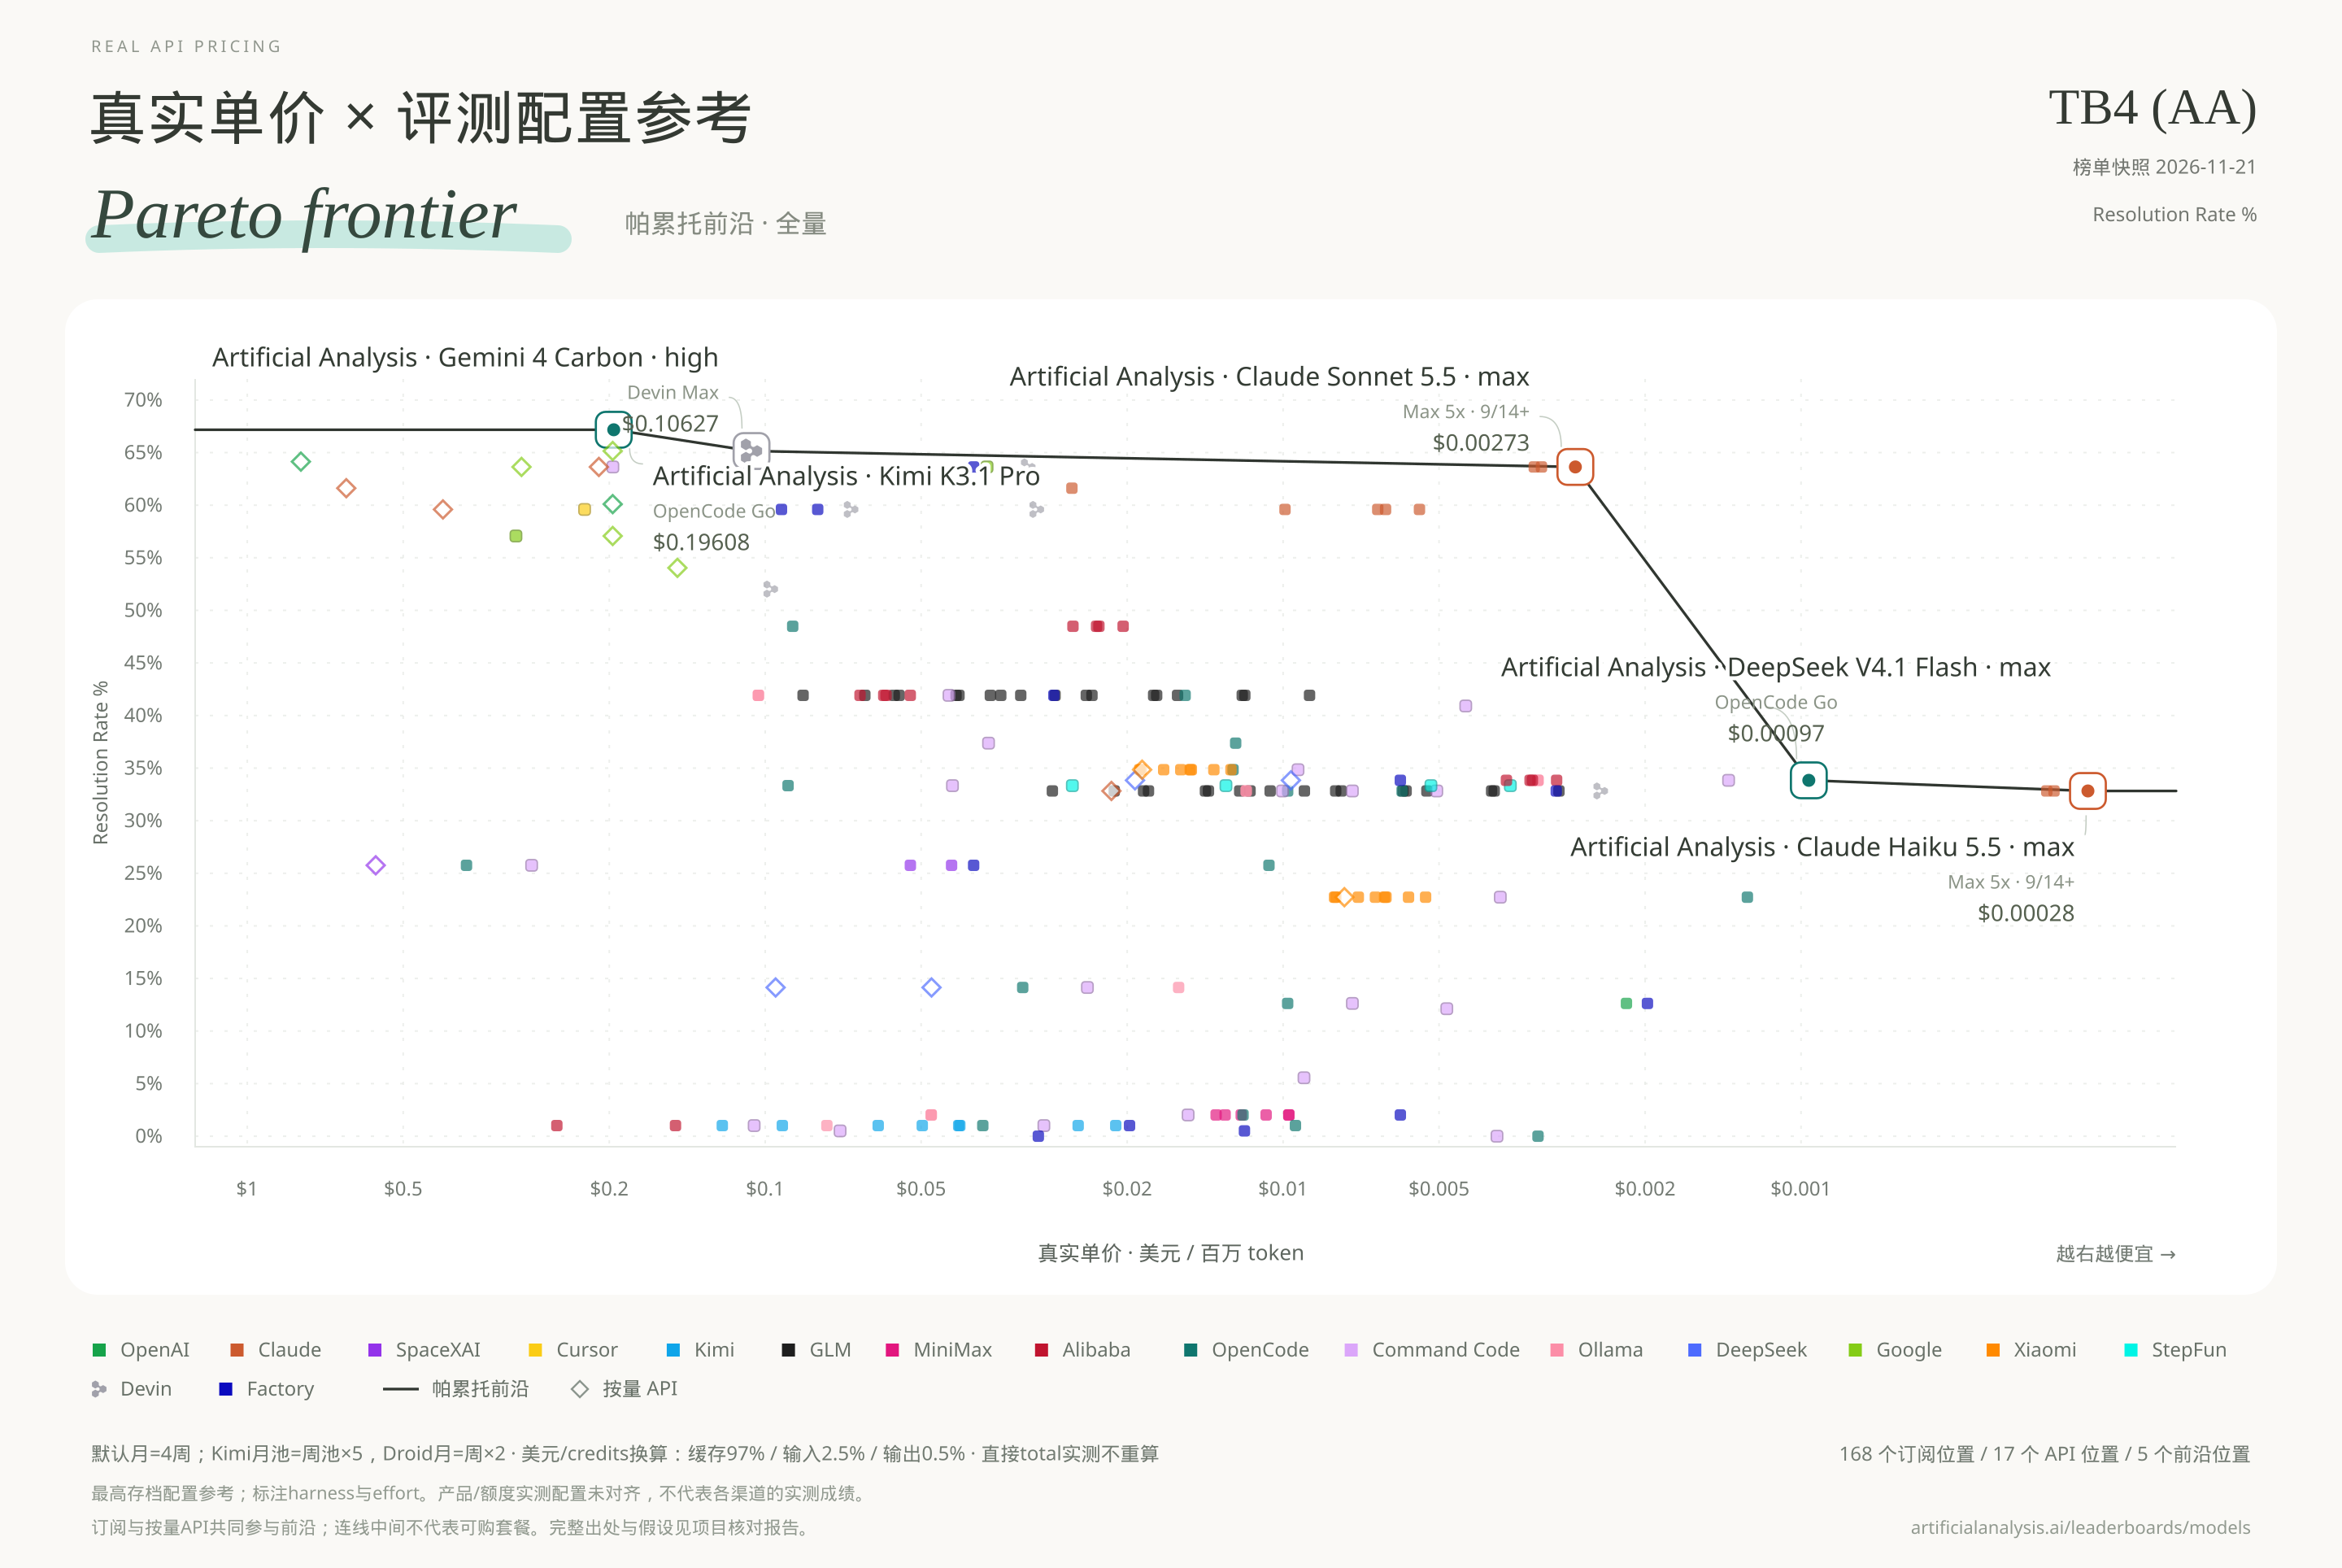 REAL API PRICING
真实单价 × 评测配置参考
Pareto frontier
帕累托前沿 · 全量
TB4 (AA)
榜单快照 2026-11-21
Resolution Rate %
Artificial Analysis · Gemini 4 Carbon · high
Devin Max
$0.10627
Artificial Analysis · Claude Sonnet 5.5 · max
Max 5x · 9/14+
$0.00273
Artificial Analysis · Kimi K3.1 Pro
OpenCode Go
$0.19608
Artificial Analysis · DeepSeek V4.1 Flash · max
OpenCode Go
$0.00097
Artificial Analysis · Claude Haiku 5.5 · max
Max 5x · 9/14+
$0.00028
Resolution Rate %
70%
65%
60%
55%
50%
45%
40%
35%
30%
25%
20%
15%
10%
5%
0%
$1 $0.5 $0.2 $0.1 $0.05 $0.02 $0.01 $0.005 $0.002 $0.001
真实单价 · 美元 / 百万 token
越右越便宜 →
OpenAI Claude SpaceXAI Cursor Kimi GLM MiniMax Alibaba OpenCode Command Code Ollama DeepSeek Google Xiaomi StepFun
Devin Factory 帕累托前沿 按量 API
默认月=4周；Kimi月池=周池×5，Droid月=周×2 · 美元/credits换算：缓存97% / 输入2.5% / 输出0.5% · 直接total实测不重算
168 个订阅位置 / 17 个 API 位置 / 5 个前沿位置
最高存档配置参考；标注harness与effort。产品/额度实测配置未对齐，不代表各渠道的实测成绩。
订阅与按量API共同参与前沿；连线中间不代表可购套餐。完整出处与假设见项目核对报告。
artificialanalysis.ai/leaderboards/models